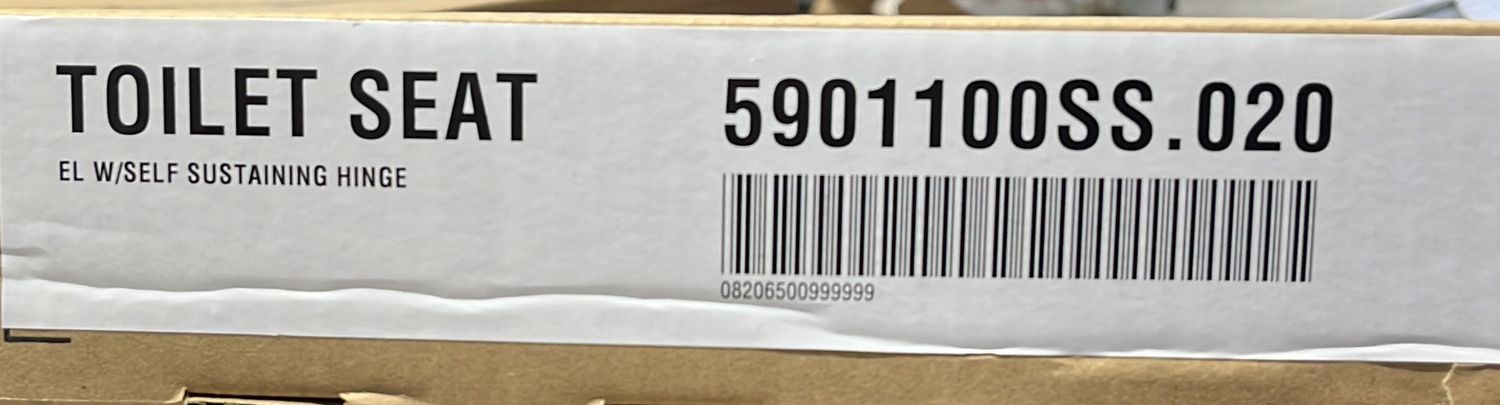 TOILET SEAT
EL W/SELF SUSTAINING HINGE
5901100SS.020
08206500999999